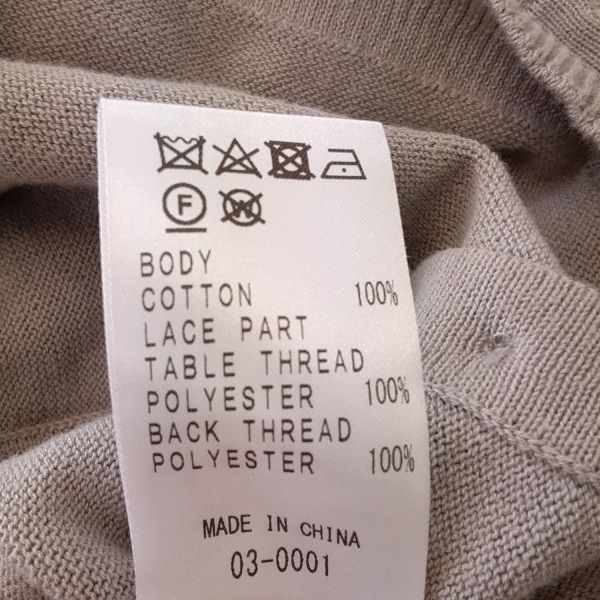 F W
BODY
COTTON 100%
LACE PART
TABLE THREAD
POLYESTER 100%
BACK THREAD
POLYESTER 100%
MADE IN CHINA
03-0001